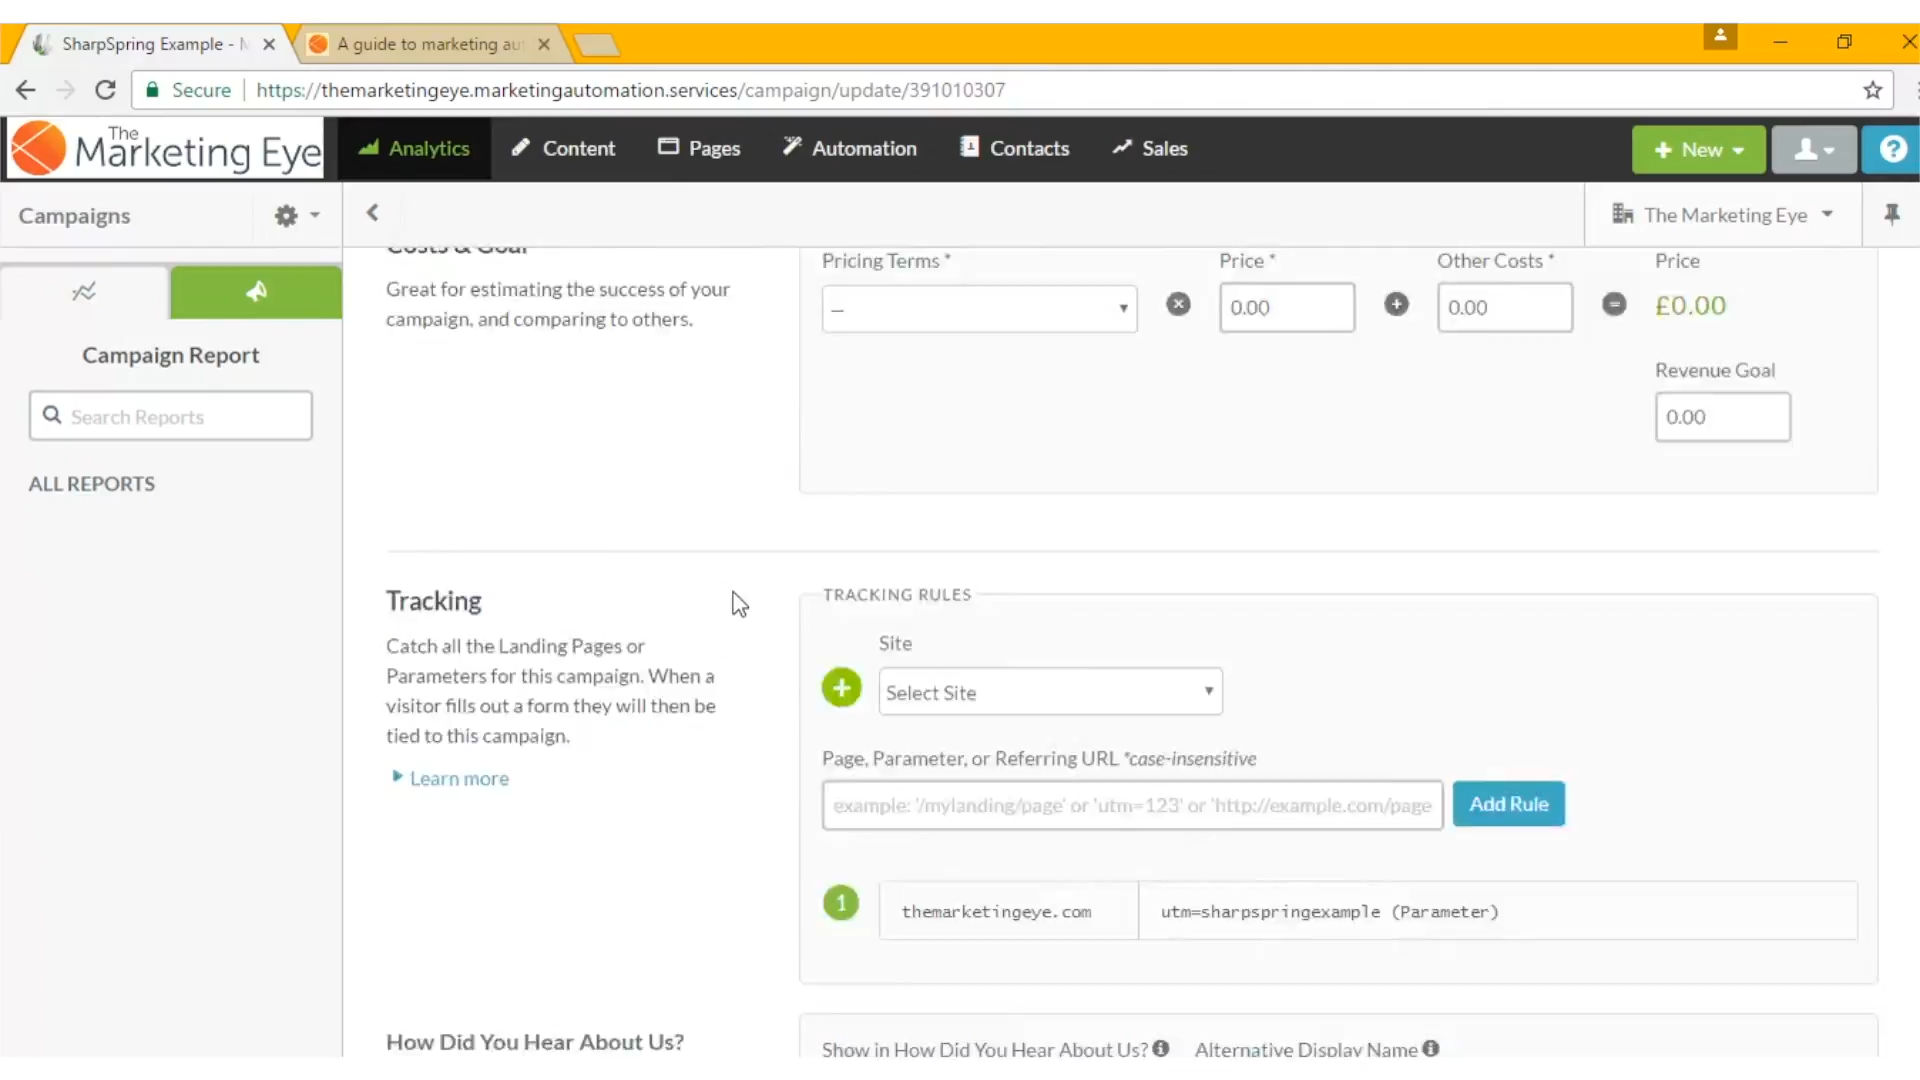 SharpSpring Example - M
A guide to marketing aut
Secure
https://themarketingeye.marketingautomation.services/campaign/update/391010307
The
Marketing Eye
Analytics
Content
Pages
Automation
Contacts
Sales
+ New
?
Campaigns
The Marketing Eye
Costs & Goal
Great for estimating the success of your
campaign, and comparing to others.
Pricing Terms *
Price *
Other Costs *
Price
—
0.00
0.00
£0.00
Revenue Goal
0.00
Campaign Report
Search Reports
ALL REPORTS
Tracking
Catch all the Landing Pages or
Parameters for this campaign. When a
visitor fills out a form they will then be
tied to this campaign.
Learn more
TRACKING RULES
Site
Select Site
Page, Parameter, or Referring URL *case-insensitive
example: '/mylanding/page' or 'utm=123' or 'http://example.com/page
Add Rule
1
themarketingeye.com
utm=sharpspringexample (Parameter)
How Did You Hear About Us?
Show in How Did You Hear About Us?
Alternative Display Name